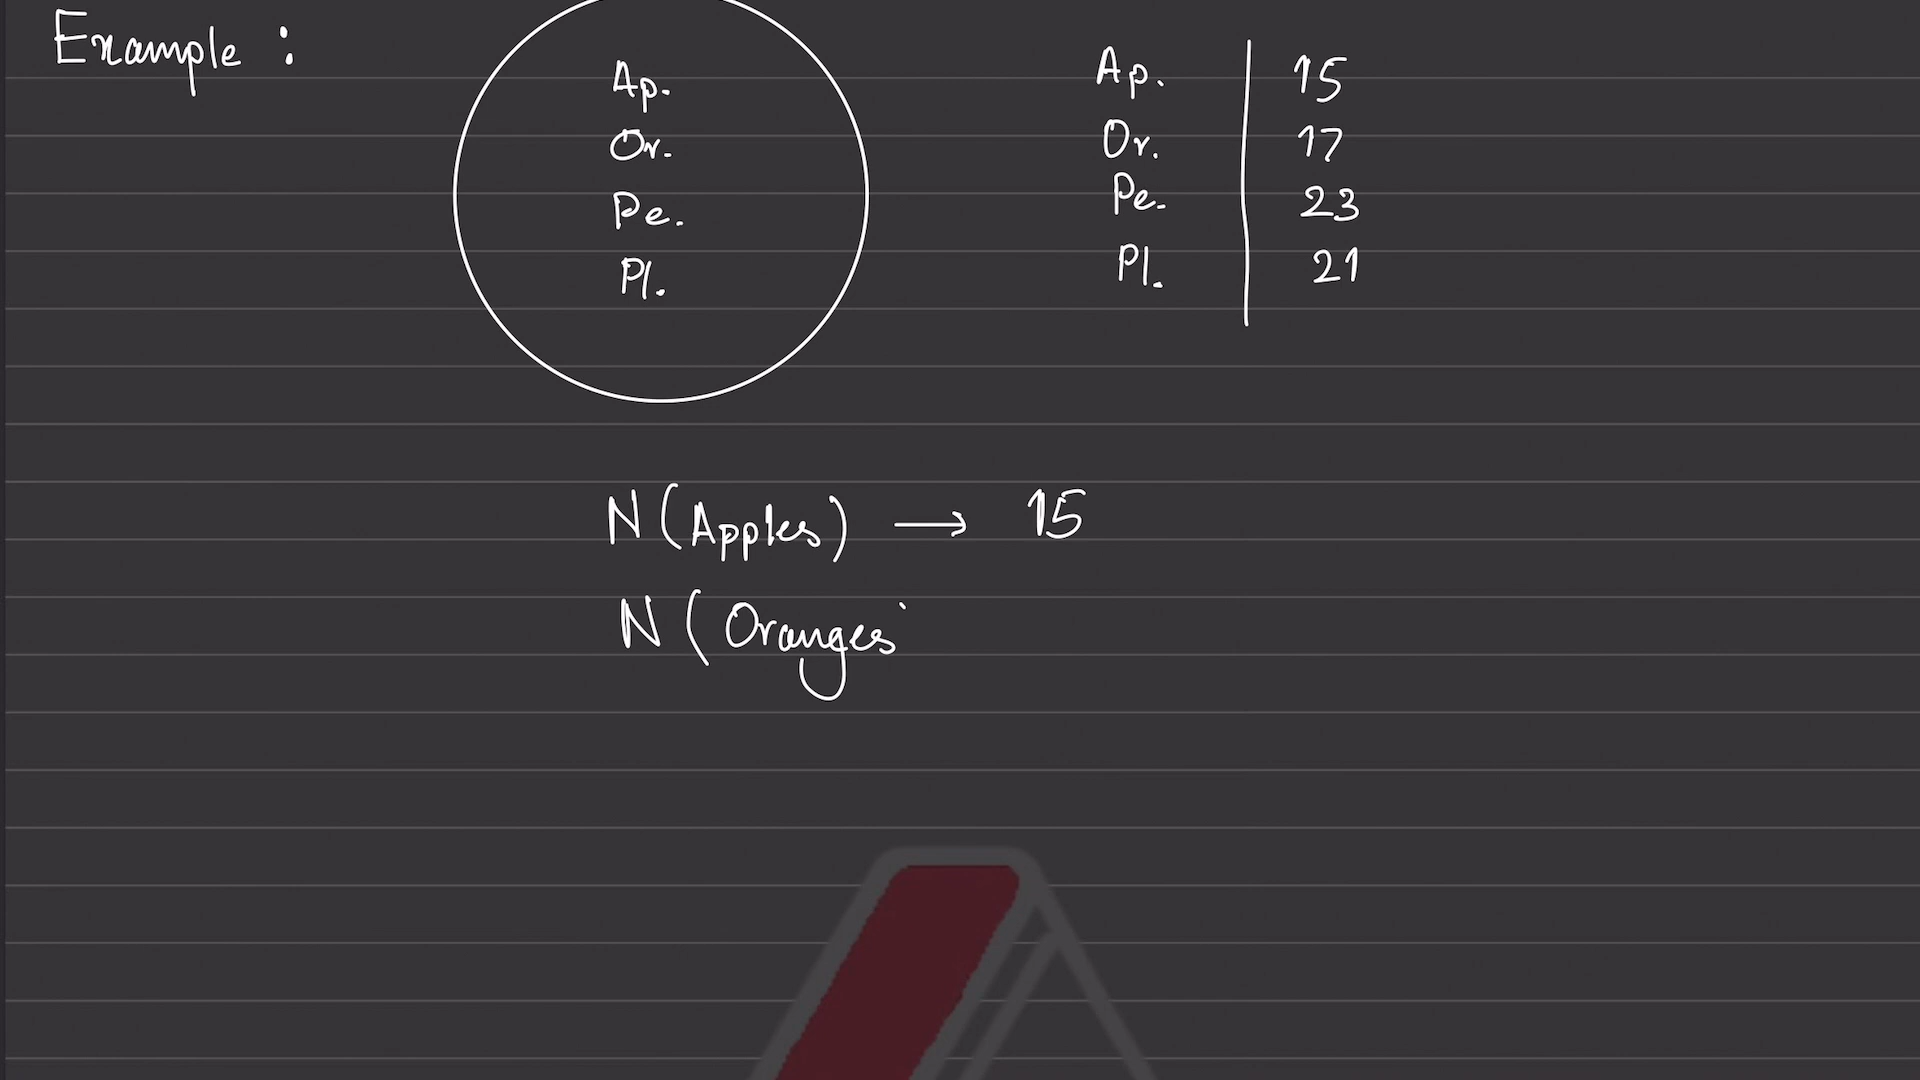 Example :
Ap.
Or.
Pe.
Pl.
Ap. 15
Or. 17
Pe. 23
Pl. 21
N (Apples) → 15
N ( Oranges